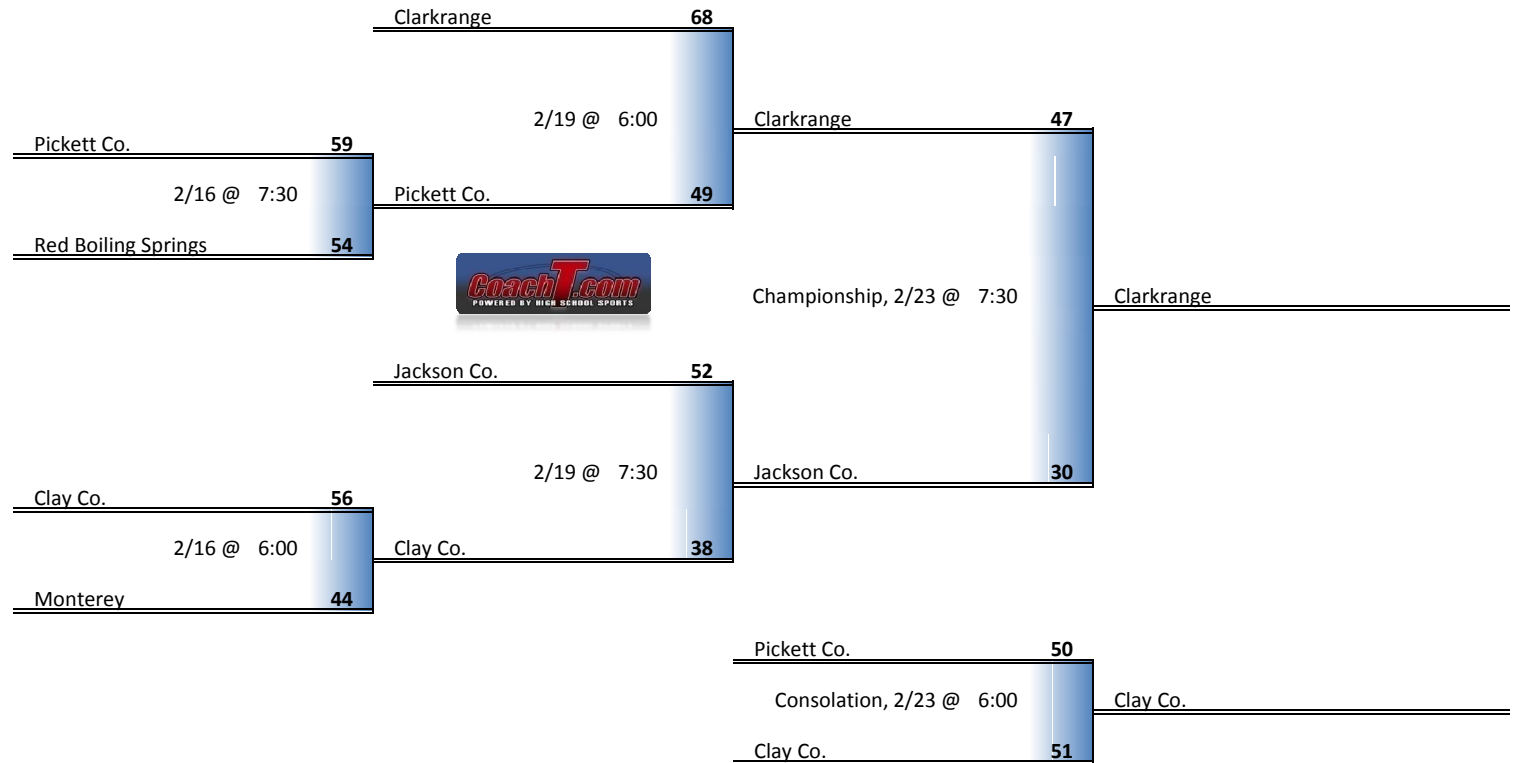 Clarkrange 68
2/19 @ 6:00
Clarkrange 47
Pickett Co. 59
2/16 @ 7:30
Pickett Co. 49
Red Boiling Springs 54
CoachT.com
POWERED BY HIGH SCHOOL SPORTS
Championship, 2/23 @ 7:30
Clarkrange
Jackson Co. 52
2/19 @ 7:30
Jackson Co. 30
Clay Co. 56
2/16 @ 6:00
Clay Co. 38
Monterey 44
Pickett Co. 50
Consolation, 2/23 @ 6:00
Clay Co.
Clay Co. 51